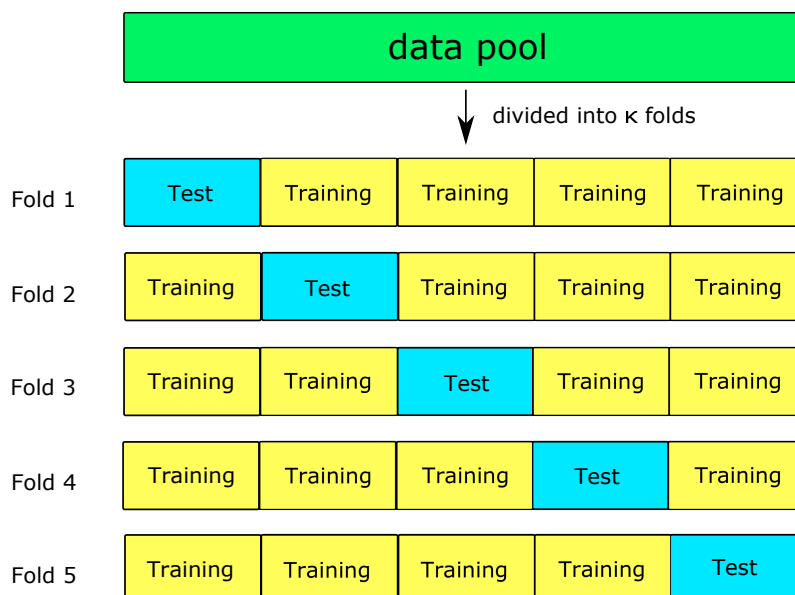 data pool
divided into κ folds
Fold 1 Test Training Training Training Training
Fold 2 Training Test Training Training Training
Fold 3 Training Training Test Training Training
Fold 4 Training Training Training Test Training
Fold 5 Training Training Training Training Test